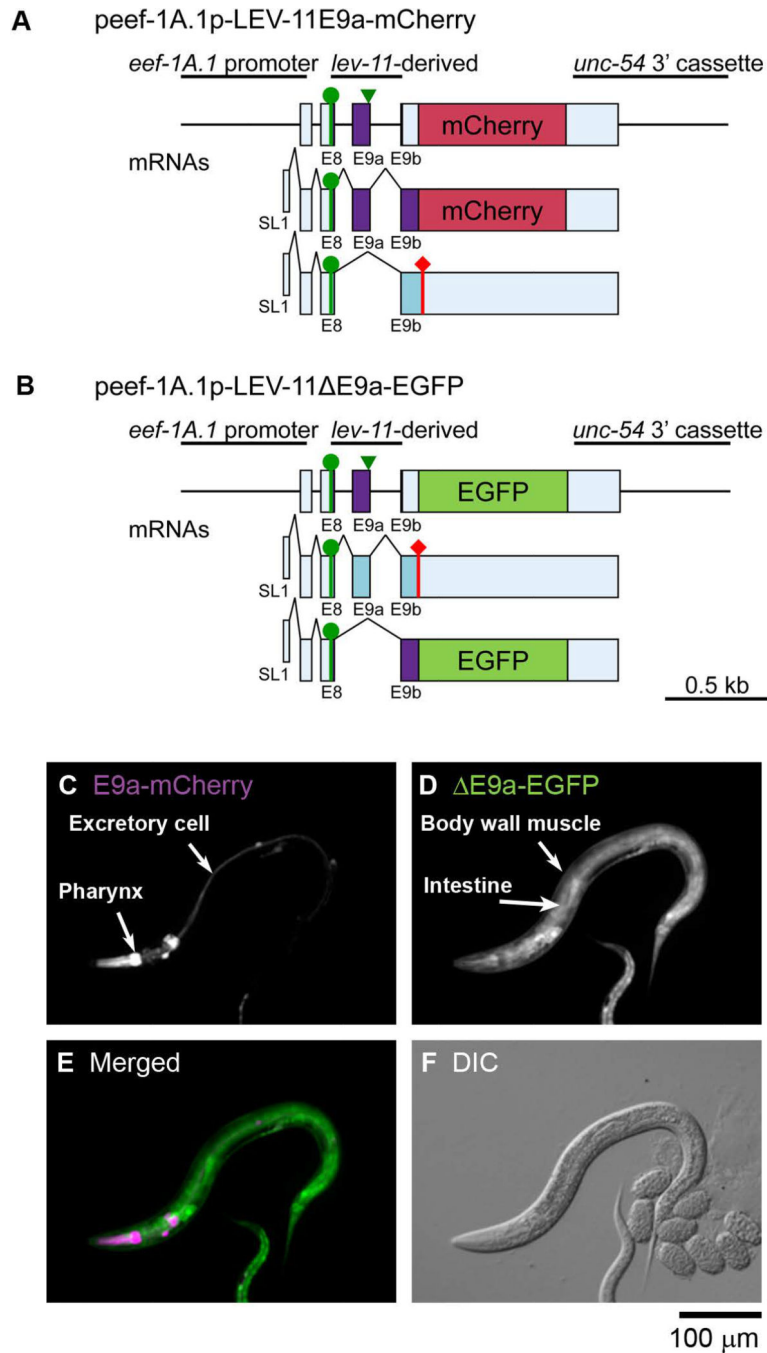 A peef-1A.1p-LEV-11E9a-mCherry
eef-1A.1 promoter lev-11-derived unc-54 3' cassette
mCherry
E8 E9a E9b
mRNAs
mCherry
SL1
E8 E9a E9b
SL1
E8 E9b
B peef-1A.1p-LEV-11ΔE9a-EGFP
eef-1A.1 promoter lev-11-derived unc-54 3' cassette
EGFP
E8 E9a E9b
mRNAs
SL1
E8 E9a E9b
EGFP
SL1
E8 E9b
0.5 kb
C E9a-mCherry
Excretory cell
Pharynx
D ΔE9a-EGFP
Body wall muscle
Intestine
E Merged
F DIC
100 μm